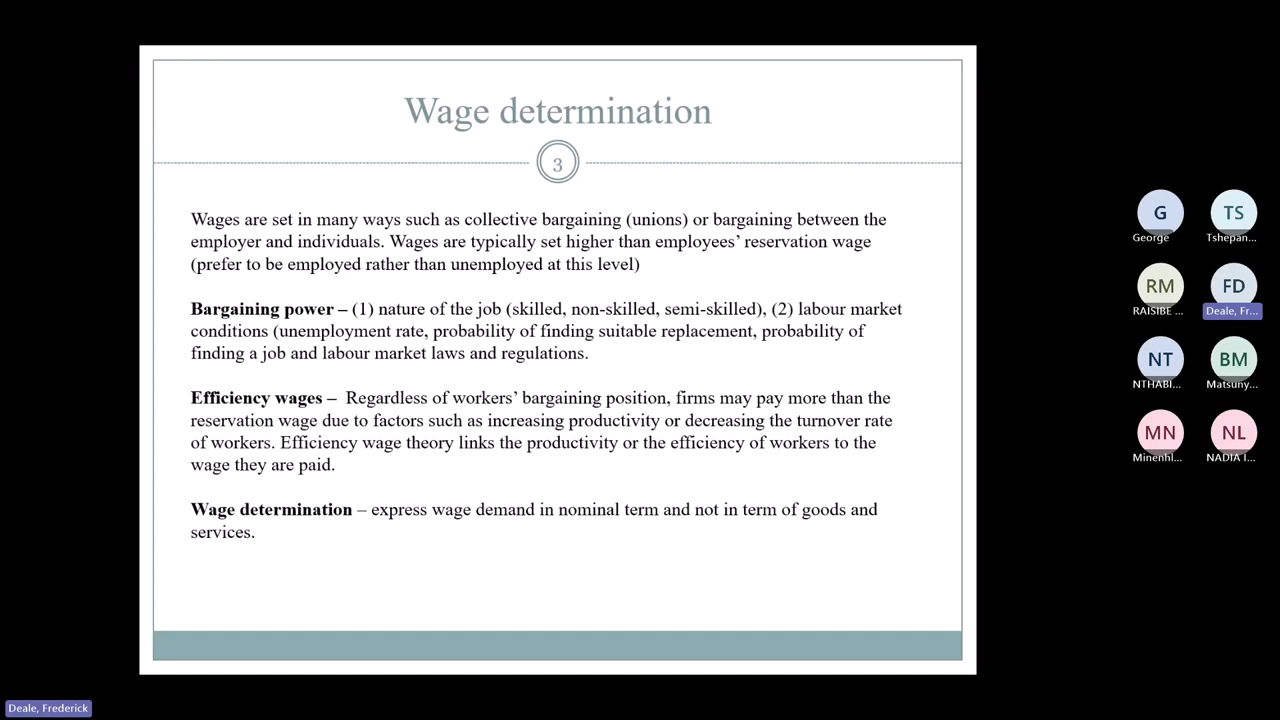 Wage determination
3
Wages are set in many ways such as collective bargaining (unions) or bargaining between the
employer and individuals. Wages are typically set higher than employees’ reservation wage
(prefer to be employed rather than unemployed at this level)
Bargaining power – (1) nature of the job (skilled, non-skilled, semi-skilled), (2) labour market
conditions (unemployment rate, probability of finding suitable replacement, probability of
finding a job and labour market laws and regulations.
Efficiency wages – Regardless of workers’ bargaining position, firms may pay more than the
reservation wage due to factors such as increasing productivity or decreasing the turnover rate
of workers. Efficiency wage theory links the productivity or the efficiency of workers to the
wage they are paid.
Wage determination – express wage demand in nominal term and not in term of goods and
services.
G TS
George Tshepan...
RM FD
RAISIBE ... Deale, Fr...
NT BM
NTHABI... Matsuny...
MN NL
Minenhl... NADIA I...
Deale, Frederick